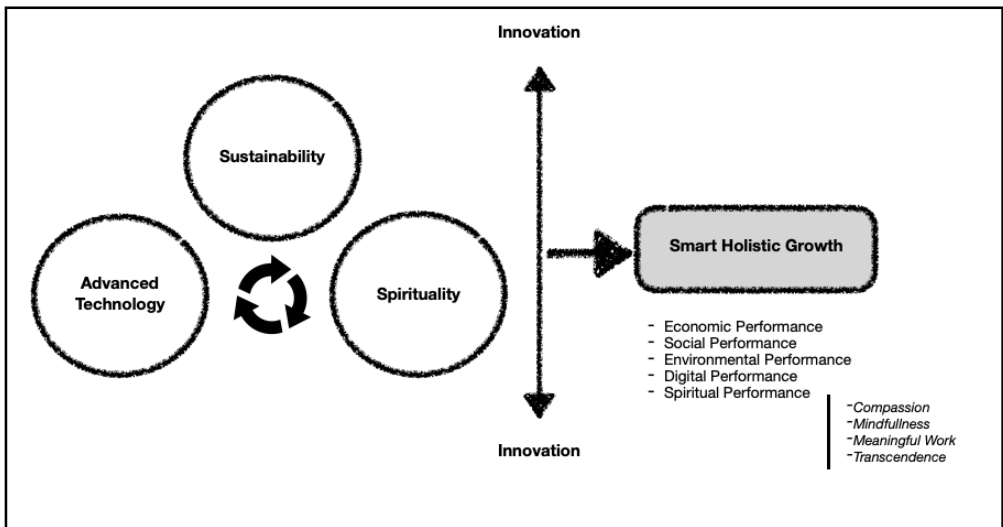 Innovation
Sustainability
Advanced
Technology
Spirituality
Smart Holistic Growth
- Economic Performance
- Social Performance
- Environmental Performance
- Digital Performance
- Spiritual Performance
-Compassion
-Mindfullness
-Meaningful Work
-Transcendence
Innovation